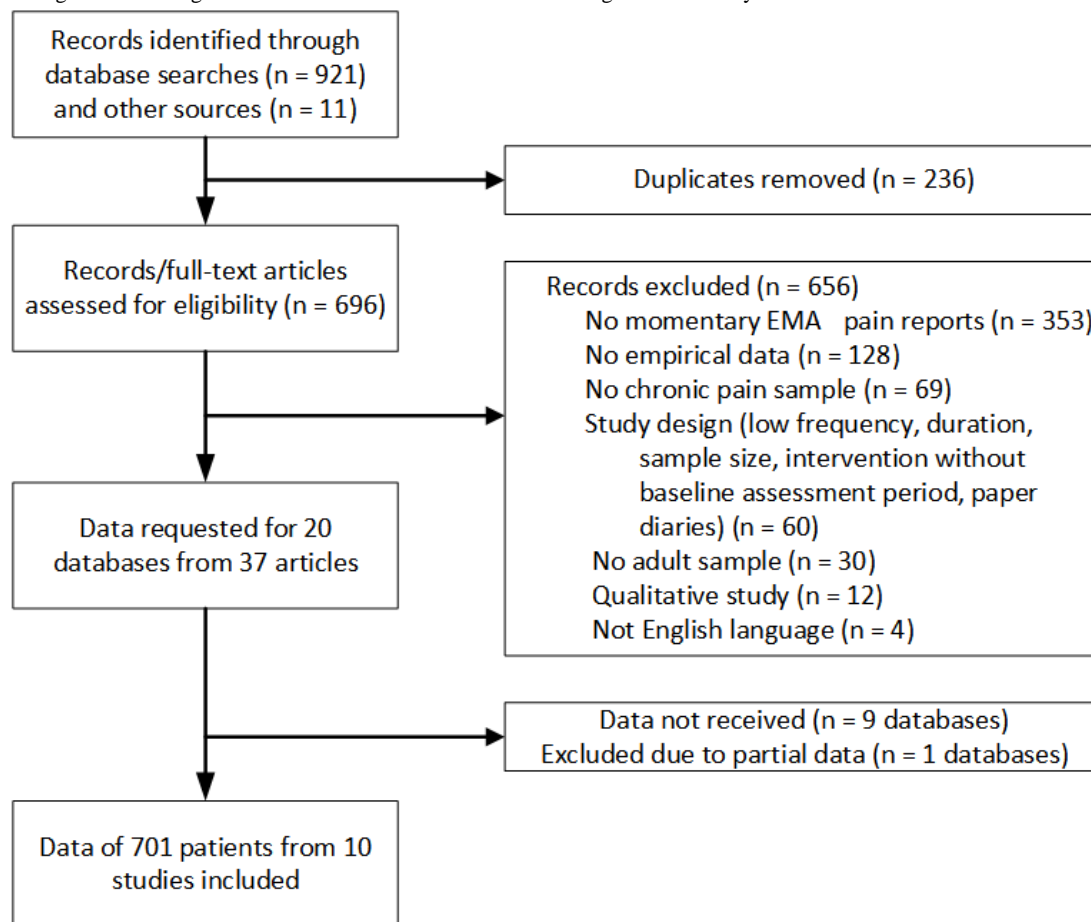 Records identified through
database searches (n = 921)
and other sources (n = 11)
Duplicates removed (n = 236)
Records/full-text articles
assessed for eligibility (n = 696)
Records excluded (n = 656)
No momentary EMA pain reports (n = 353)
No empirical data (n = 128)
No chronic pain sample (n = 69)
Study design (low frequency, duration,
sample size, intervention without
baseline assessment period, paper
diaries) (n = 60)
No adult sample (n = 30)
Qualitative study (n = 12)
Not English language (n = 4)
Data requested for 20
databases from 37 articles
Data not received (n = 9 databases)
Excluded due to partial data (n = 1 databases)
Data of 701 patients from 10
studies included